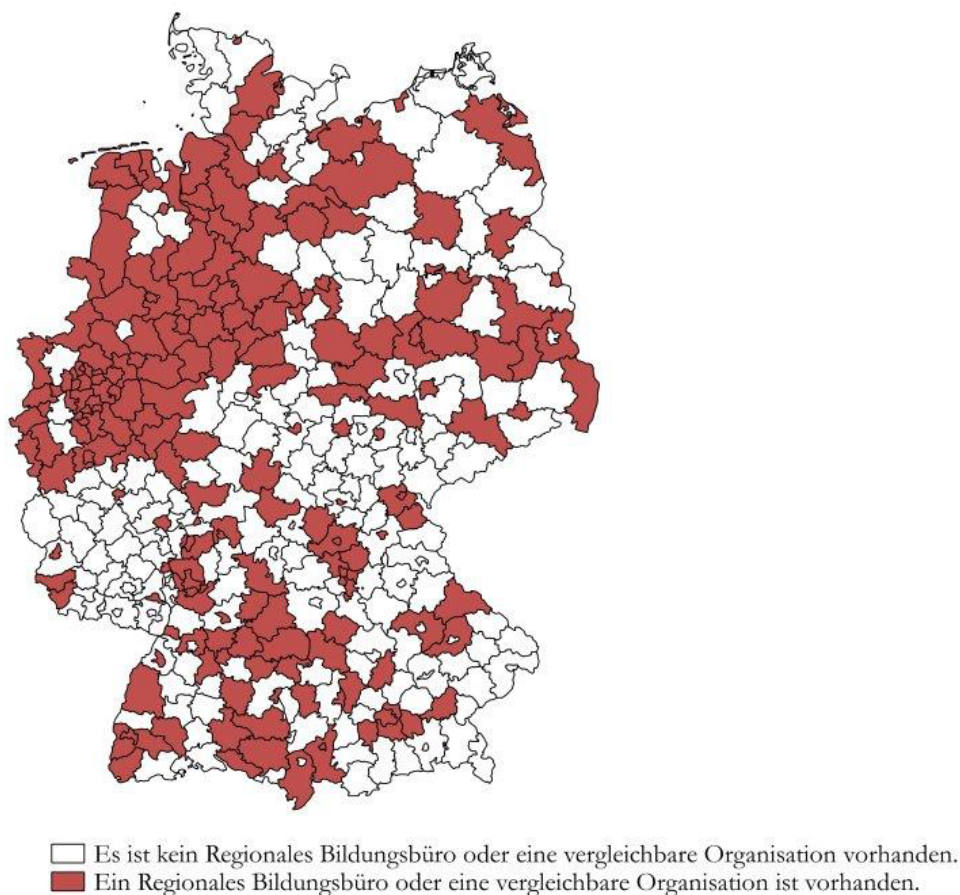 Es ist kein Regionales Bildungsbüro oder eine vergleichbare Organisation vorhanden.
Ein Regionales Bildungsbüro oder eine vergleichbare Organisation ist vorhanden.